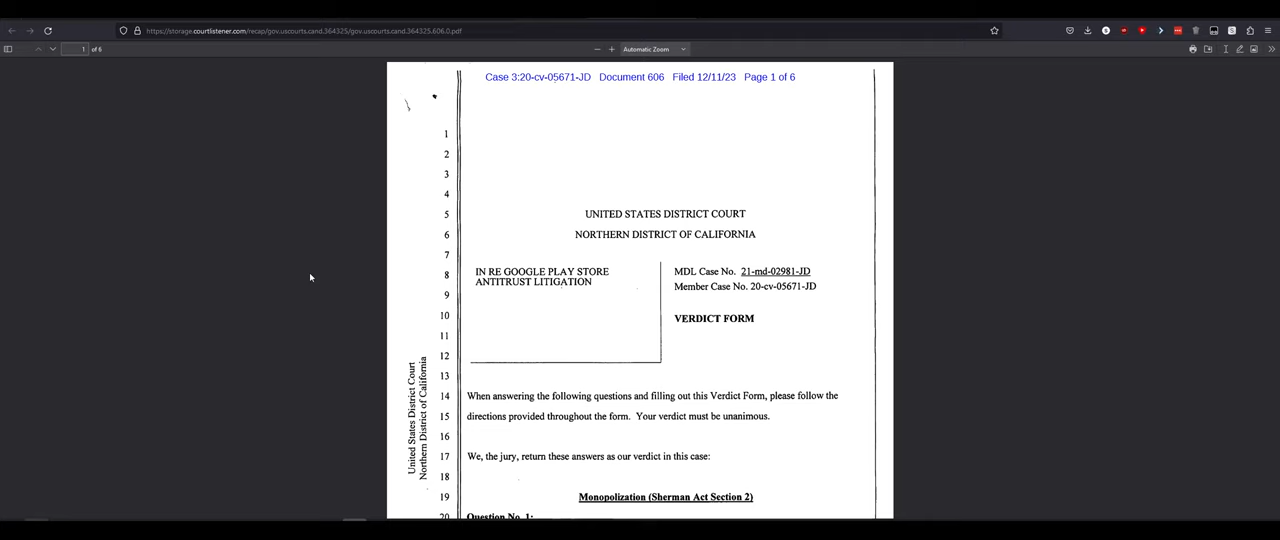 https://storage.courtlistener.com/recap/gov.uscourts.cand.364325/gov.uscourts.cand.364325.606.0.pdf
1 of 6
Automatic Zoom
Case 3:20-cv-05671-JD Document 606 Filed 12/11/23 Page 1 of 6
1
2
3
4
5 UNITED STATES DISTRICT COURT
6 NORTHERN DISTRICT OF CALIFORNIA
7
8 IN RE GOOGLE PLAY STORE
ANTITRUST LITIGATION
MDL Case No. 21-md-02981-JD
9 Member Case No. 20-cv-05671-JD
10 VERDICT FORM
11
12
13
United States District Court
Northern District of California
14 When answering the following questions and filling out this Verdict Form, please follow the
15 directions provided throughout the form. Your verdict must be unanimous.
16
17 We, the jury, return these answers as our verdict in this case:
18
19 Monopolization (Sherman Act Section 2)
20 Question No. 1: